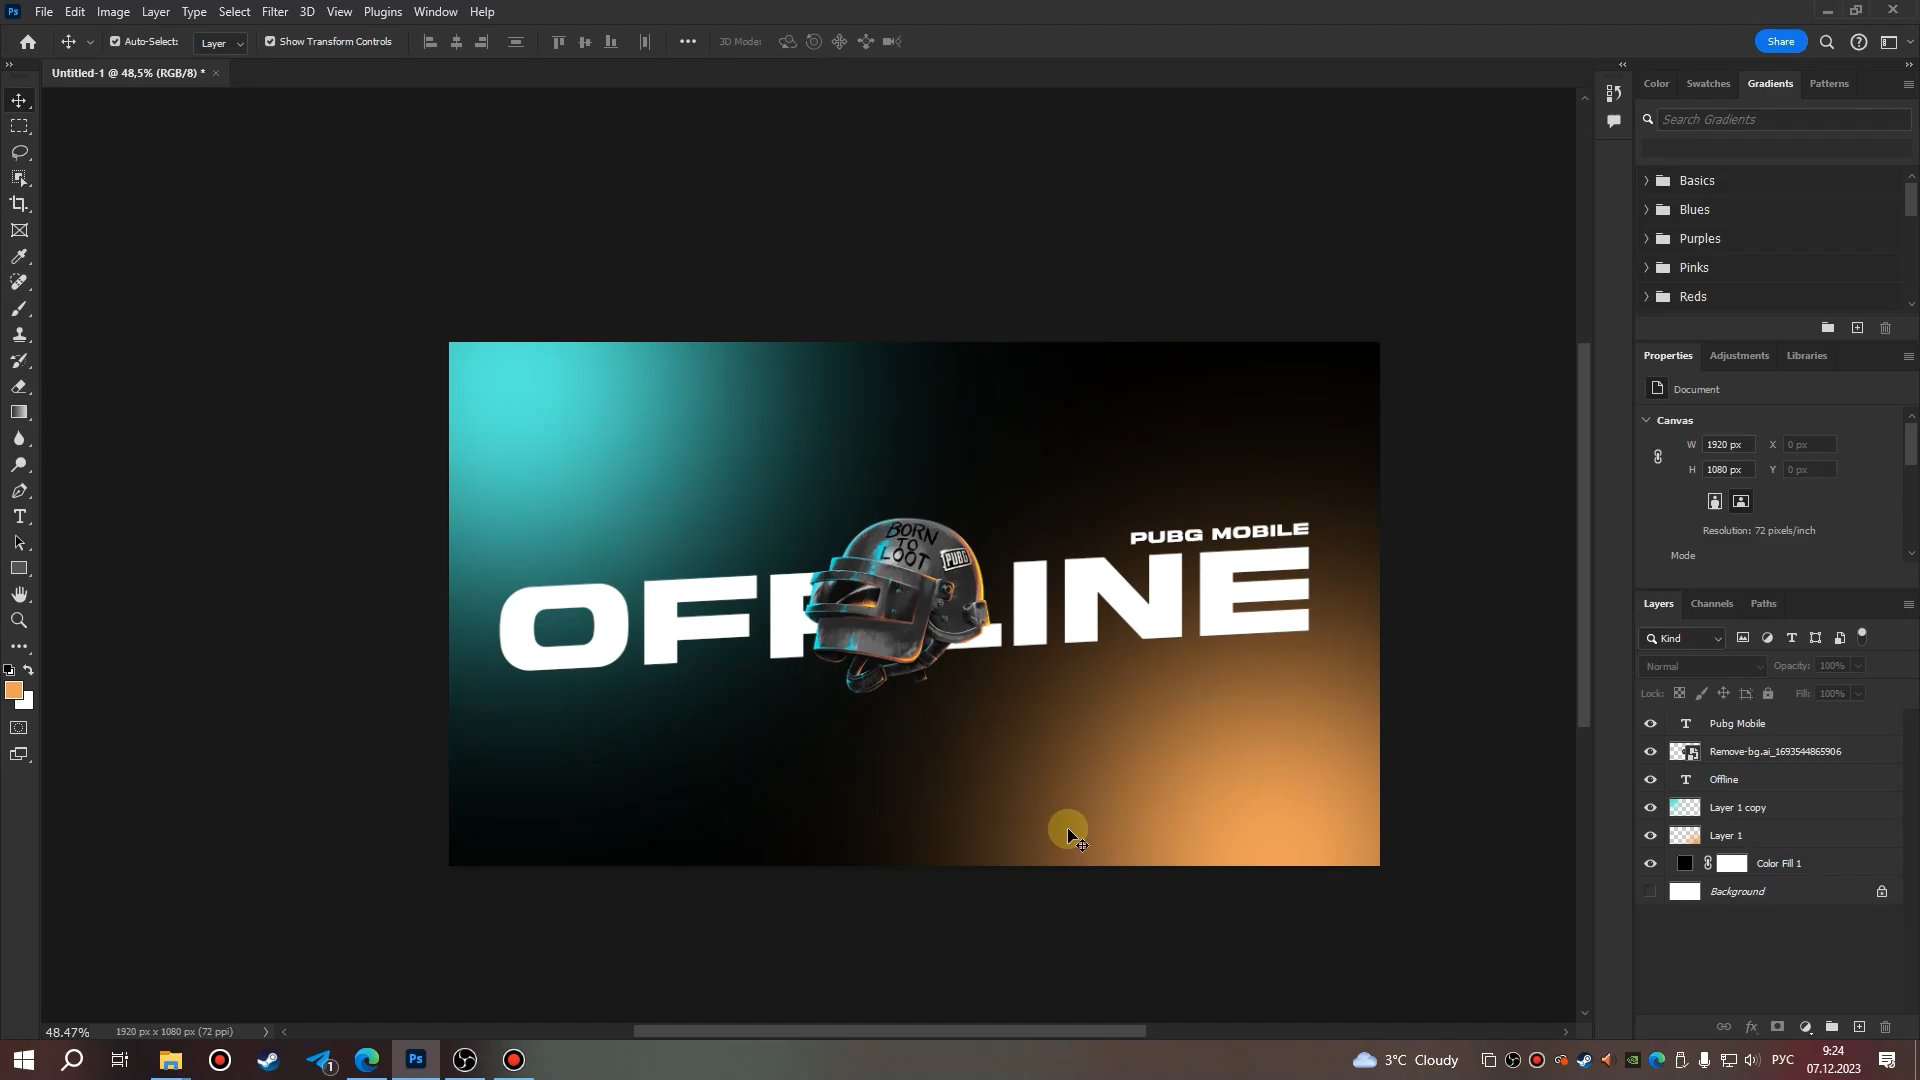 Ps File Edit Image Layer Type Select Filter 3D View Plugins Window Help
Auto-Select: Layer Show Transform Controls 3D Mode: Share
Untitled-1 @ 48,5% (RGB/8) *
Color Swatches Gradients Patterns
Search Gradients
Basics
Blues
Purples
Pinks
Reds
Properties Adjustments Libraries
Document
Canvas
W 1920 px X 0 px
H 1080 px Y 0 px
Resolution: 72 pixels/inch
Mode
BORN
TO
LOOT
PUBG
PUBG MOBILE
OFFLINE
Layers Channels Paths
Kind
Normal Opacity: 100%
Lock: Fill: 100%
Pubg Mobile
Remove-bg.ai_1693544865906
Offline
Layer 1 copy
Layer 1
Color Fill 1
Background
48.47% 1920 px x 1080 px (72 ppi)
fx
1
Ps
3°C Cloudy
РУС
9:24
07.12.2023